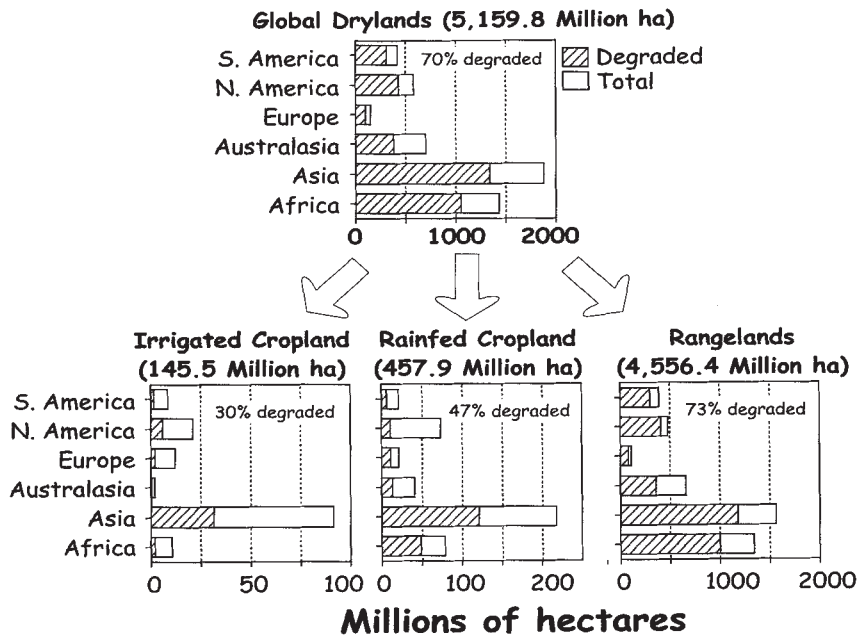 Global Drylands (5,159.8 Million ha)
S. America
N. America
Europe
Australasia
Asia
Africa
70% degraded
Degraded
Total
0 1000 2000
Irrigated Cropland
(145.5 Million ha)
Rainfed Cropland
(457.9 Million ha)
Rangelands
(4,556.4 Million ha)
S. America
N. America
Europe
Australasia
Asia
Africa
30% degraded
47% degraded
73% degraded
0 50 100
0 100 200
0 1000 2000
Millions of hectares